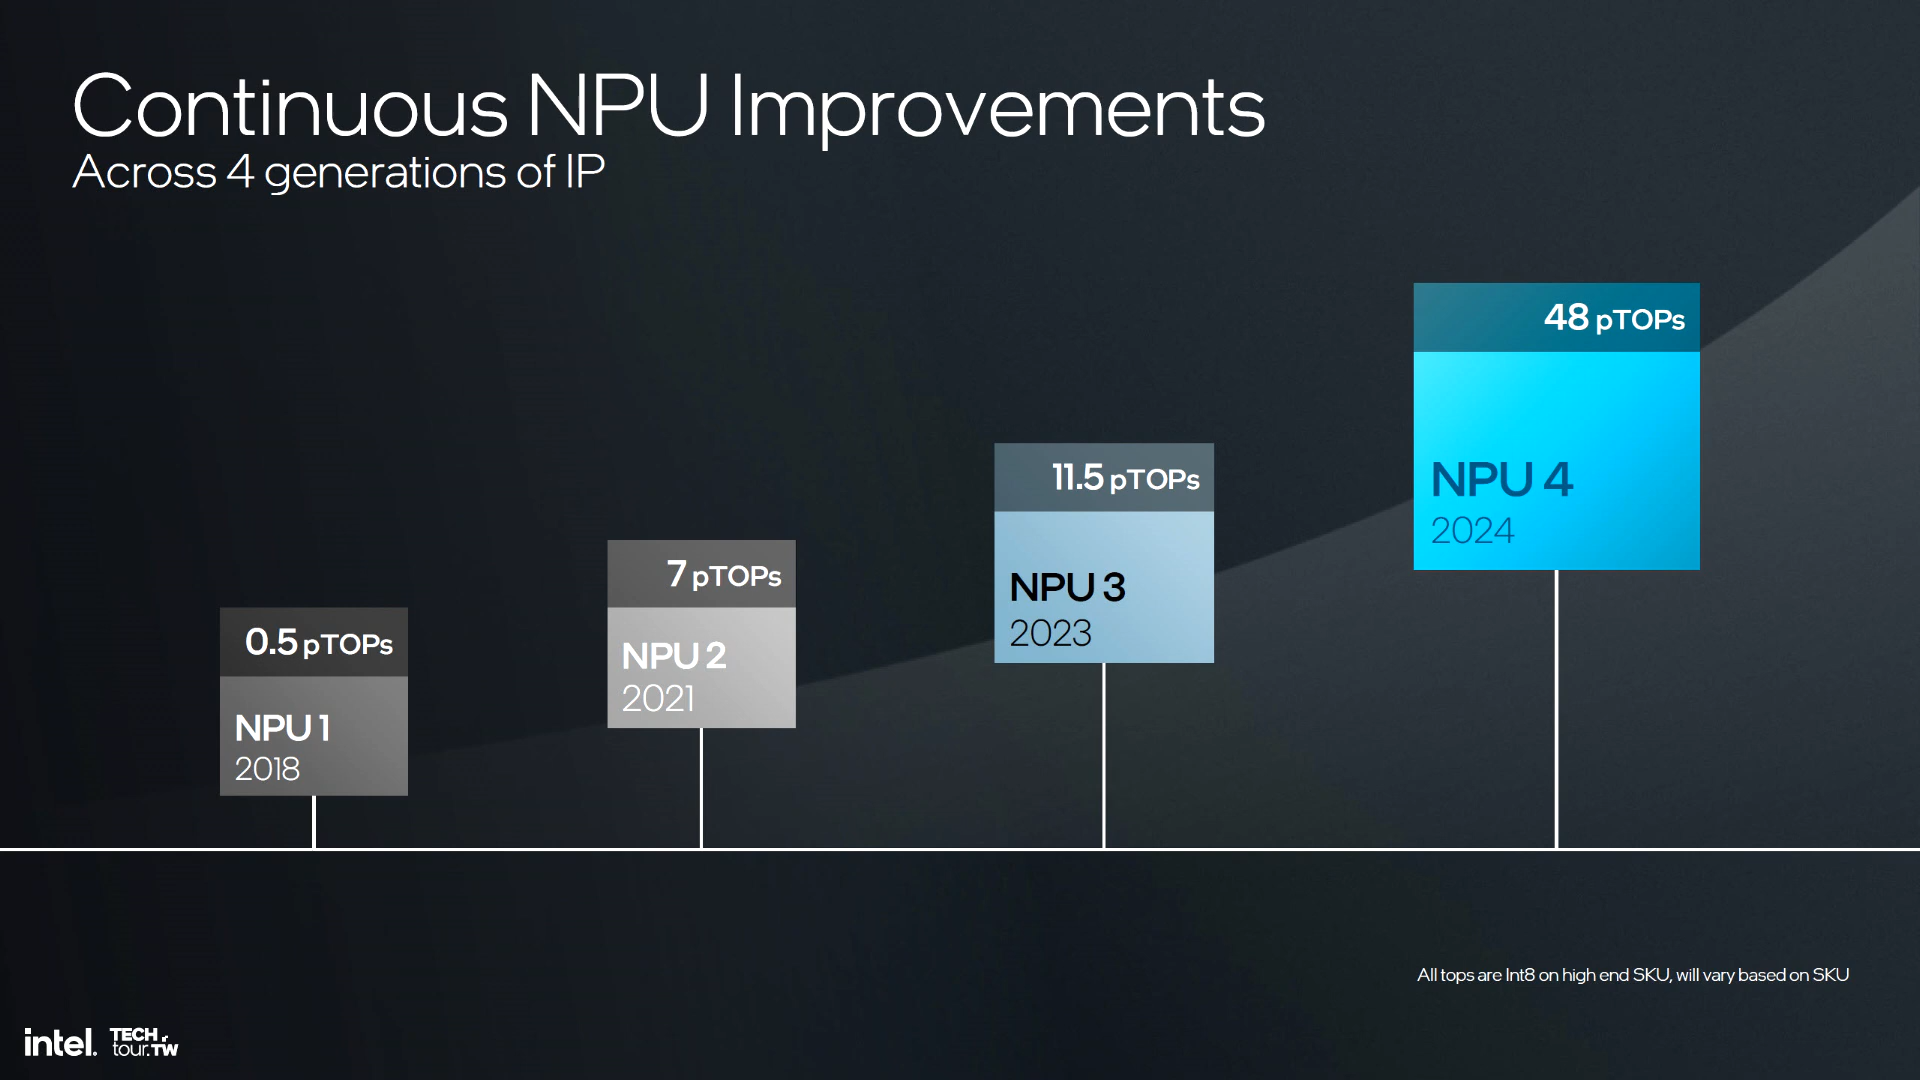 Continuous NPU Improvements
Across 4 generations of IP
0.5 pTOPs
NPU 1
2018
7 pTOPs
NPU 2
2021
11.5 pTOPs
NPU 3
2023
48 pTOPs
NPU 4
2024
All tops are Int8 on high end SKU, will vary based on SKU
intel.
TECH
tour.TW